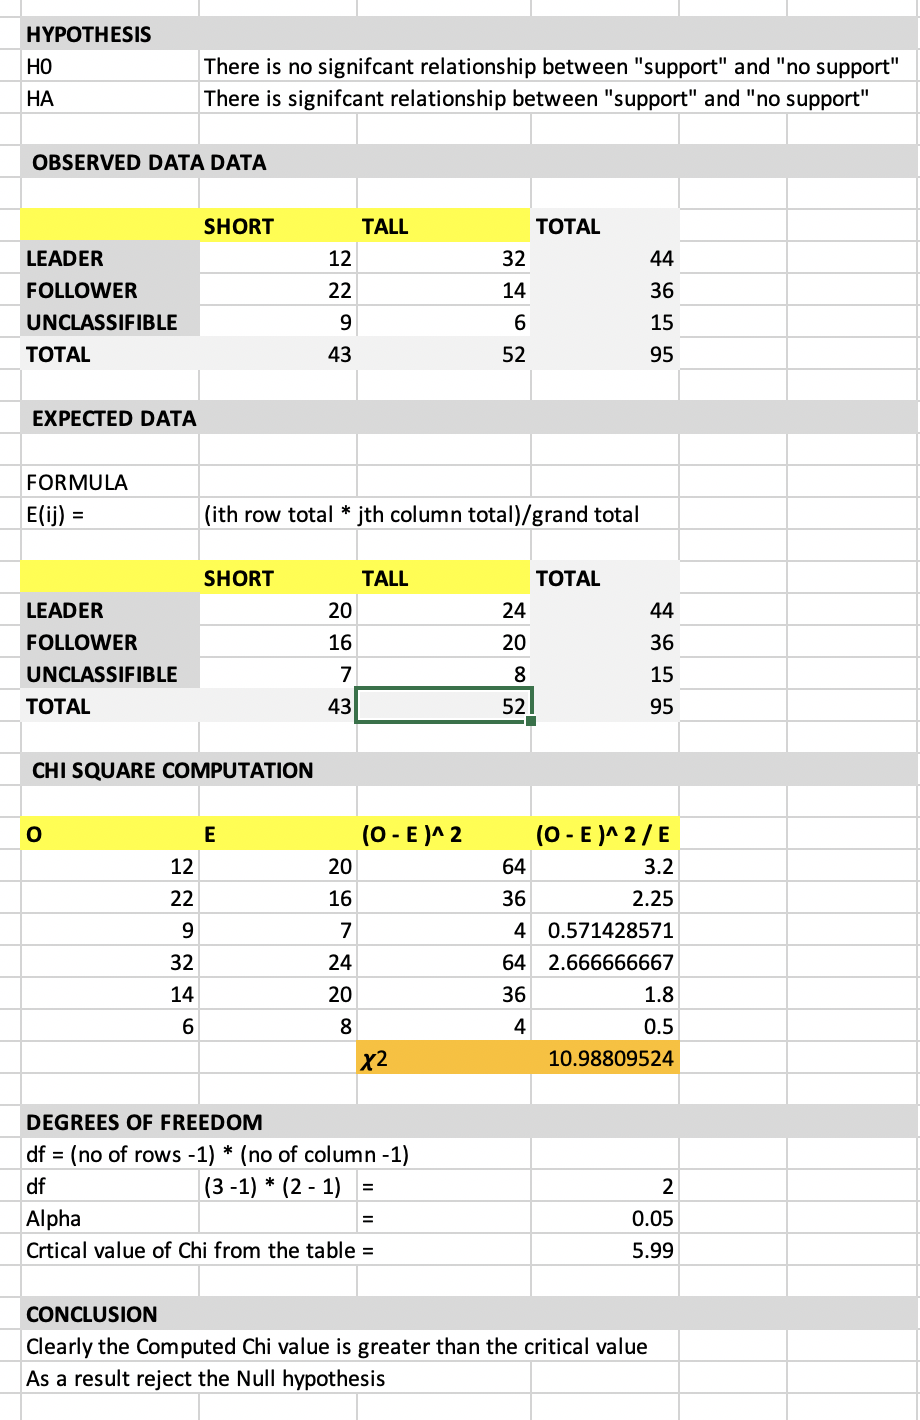 HYPOTHESIS
H0 There is no signifcant relationship between "support" and "no support"
HA There is signifcant relationship between "support" and "no support"
OBSERVED DATA DATA
SHORT TALL TOTAL
LEADER 12 32 44
FOLLOWER 22 14 36
UNCLASSIFIBLE 9 6 15
TOTAL 43 52 95
EXPECTED DATA
FORMULA
E(ij) = (ith row total * jth column total)/grand total
SHORT TALL TOTAL
LEADER 20 24 44
FOLLOWER 16 20 36
UNCLASSIFIBLE 7 8 15
TOTAL 43 52 95
CHI SQUARE COMPUTATION
O E (O - E )^ 2 (O - E )^ 2 / E
12 20 64 3.2
22 16 36 2.25
9 7 4 0.571428571
32 24 64 2.666666667
14 20 36 1.8
6 8 4 0.5
χ2 10.98809524
DEGREES OF FREEDOM
df = (no of rows -1) * (no of column -1)
df (3 -1) * (2 - 1) = 2
Alpha = 0.05
Crtical value of Chi from the table = 5.99
CONCLUSION
Clearly the Computed Chi value is greater than the critical value
As a result reject the Null hypothesis